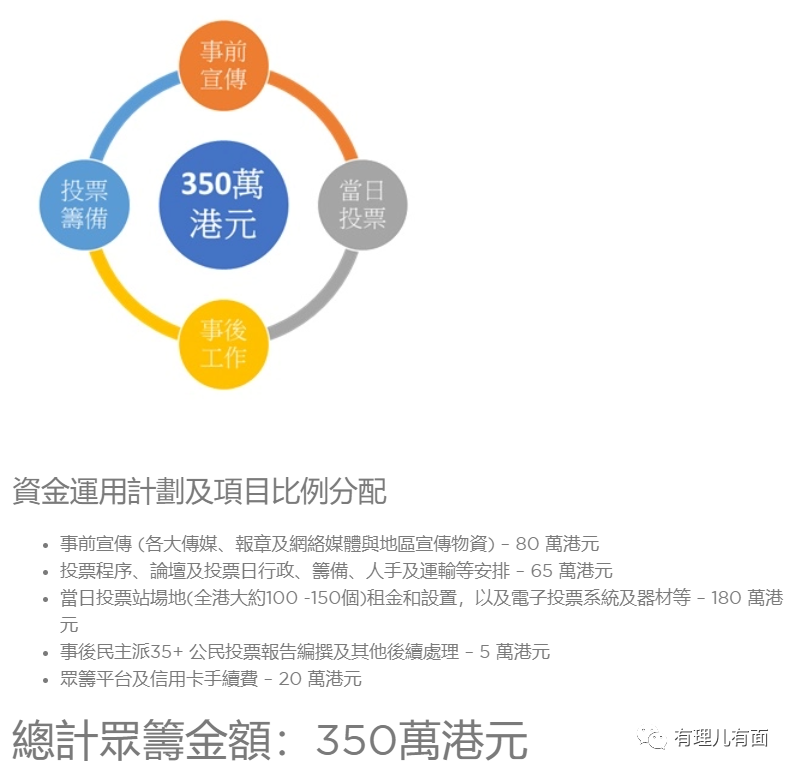 事前
宣傳
投票
籌備
350萬
港元
當日
投票
事後
工作
資金運用計劃及項目比例分配
• 事前宣傳 (各大傳媒、報章及網絡媒體與地區宣傳物資) – 80 萬港元
• 投票程序、論壇及投票日行政、籌備、人手及運輸等安排 – 65 萬港元
• 當日投票站場地(全港大約100 -150個)租金和設置，以及電子投票系統及器材等 – 180 萬港
元
• 事後民主派35+ 公民投票報告編撰及其他後續處理 – 5 萬港元
• 眾籌平台及信用卡手續費 – 20 萬港元
總計眾籌金額：350萬港元
有理儿有面